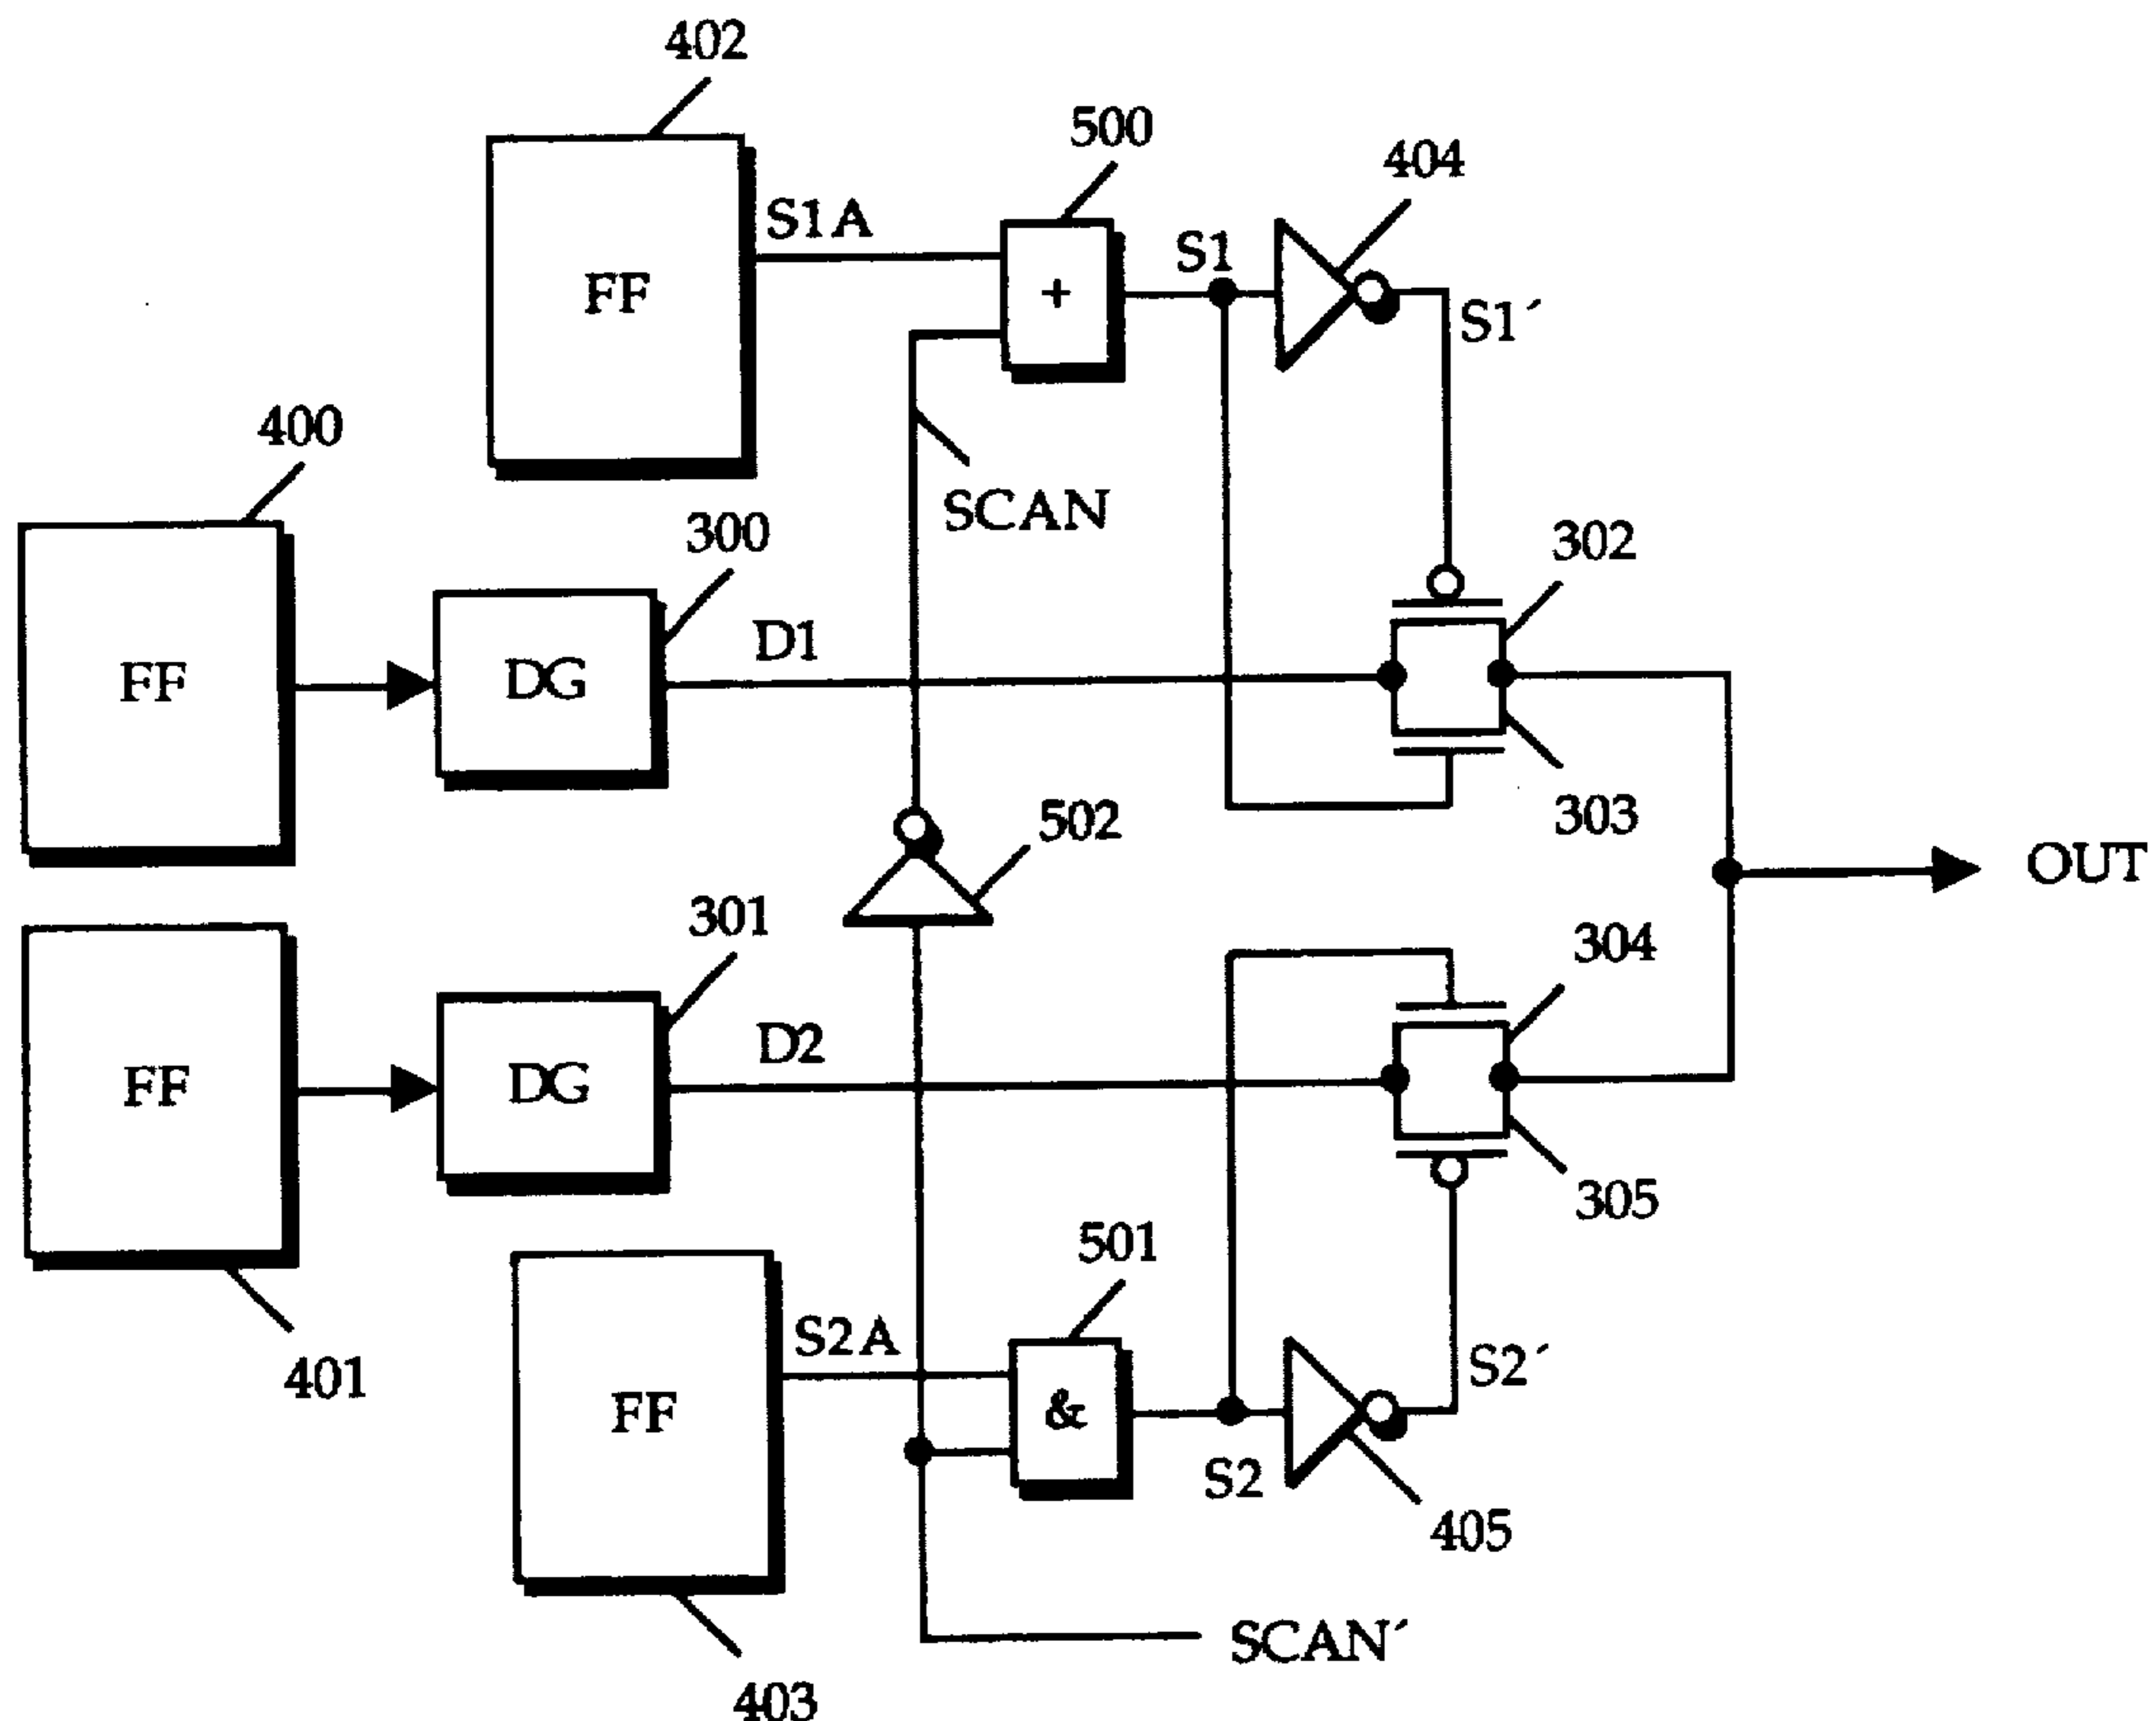 402
500
404
S1A
S1
FF
+
S1´
400
SCAN
300
302
D1
FF
DG
303
502
OUT
301
304
D2
FF
DG
305
501
S2A
S2´
401
FF
&
S2
405
SCAN´
403